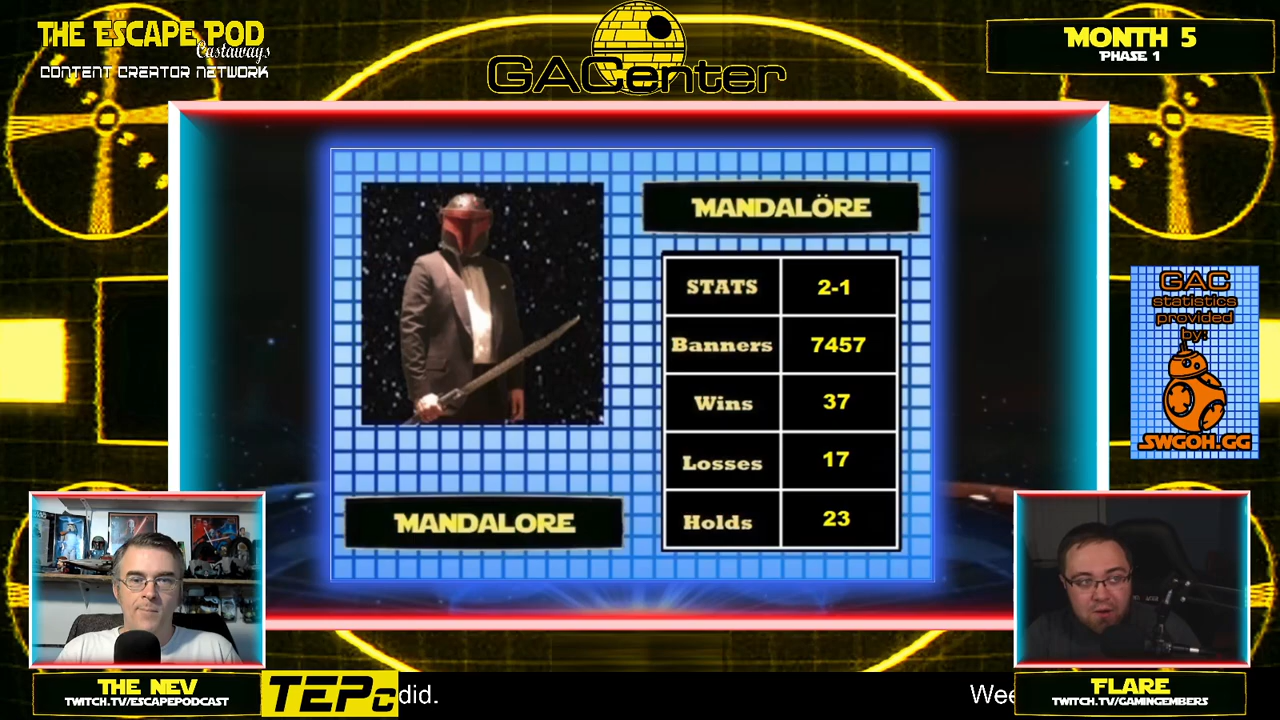 THE ESCAPE POD
Castaways
CONTENT CREATOR NETWORK
GACenter
MONTH 5
PHASE 1
MANDALÖRE
STATS 2-1
Banners 7457
Wins 37
Losses 17
Holds 23
MANDALORE
GAC
statistics
provided
by:
SWGOH.GG
THE NEV
TWITCH.TV/ESCAPEPODCAST
TEPc
did.
Wee
FLARE
TWITCH.TV/GAMINGEMBERS